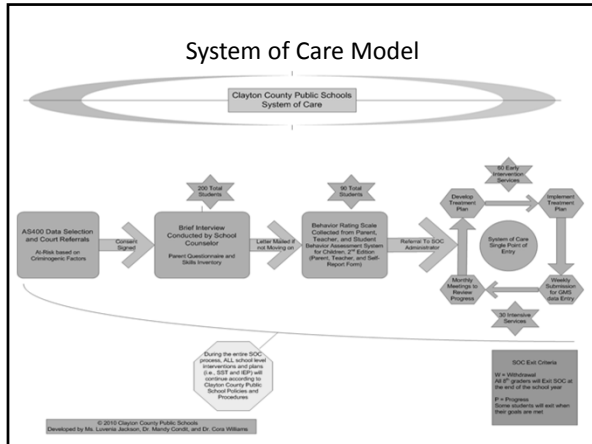 System of Care Model
Clayton County Public Schools
System of Care
200 Total
Students
90 Total
Students
60 Early
Intervention
Services
AS400 Data Selection
and Court Referrals
At-Risk based on
Criminogenic Factors
Consent
Signed
Brief Interview
Conducted by School
Counselor
Parent Questionnaire and
Skills Inventory
Letter Mailed if
not Moving on
Behavior Rating Scale
Collected from Parent,
Teacher, and Student
Behavior Assessment System
for Children, 2nd Edition
(Parent, Teacher, and Self-
Report Form)
Referral To SOC
Administrator
Develop
Treatment
Plan
Implement
Treatment
Plan
System of Care
Single Point of
Entry
Monthly
Meetings to
Review
Progress
Weekly
Submission
for GMS
data Entry
30 Intensive
Services
During the entire SOC
process, ALL school level
interventions and plans
(i.e., SST and IEP) will
continue according to
Clayton County Public
School Policies and
Procedures
SOC Exit Criteria
W = Withdrawal
All 8th graders will Exit SOC at
the end of the school year
P = Progress
Some students will exit when
their goals are met
© 2010 Clayton County Public Schools
Developed by Ms. Luvenia Jackson, Dr. Mandy Condit, and Dr. Cora Williams